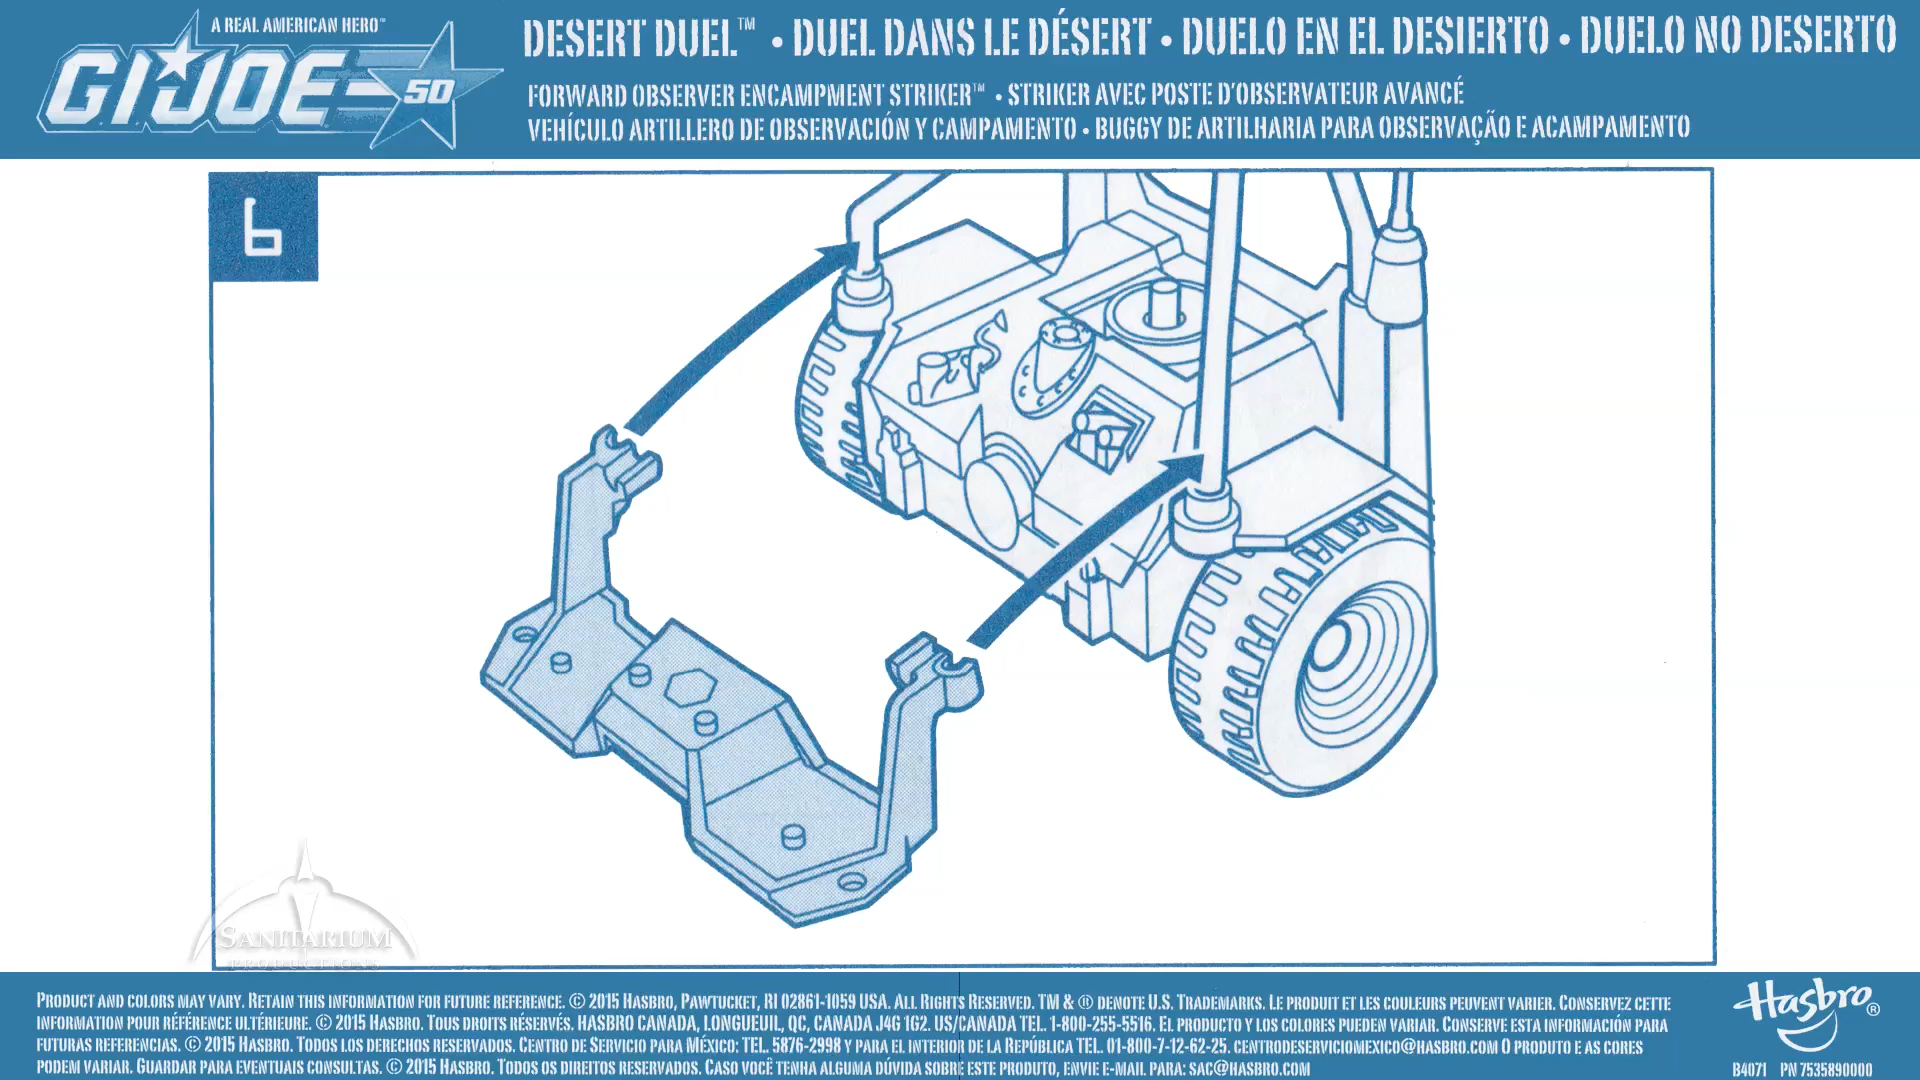 A REAL AMERICAN HERO™
GI JOE 50
DESERT DUEL™ • DUEL DANS LE DÉSERT • DUELO EN EL DESIERTO • DUELO NO DESERTO
FORWARD OBSERVER ENCAMPMENT STRIKER™ • STRIKER AVEC POSTE D'OBSERVATEUR AVANCÉ
VEHÍCULO ARTILLERO DE OBSERVACIÓN Y CAMPAMENTO • BUGGY DE ARTILHARIA PARA OBSERVAÇÃO E ACAMPAMENTO
6
SANITARIUM
PRODUCTIONS
PRODUCT AND COLORS MAY VARY. RETAIN THIS INFORMATION FOR FUTURE REFERENCE. © 2015 HASBRO, PAWTUCKET, RI 02861-1059 USA. ALL RIGHTS RESERVED. TM & ® DENOTE U.S. TRADEMARKS. LE PRODUIT ET LES COULEURS PEUVENT VARIER. CONSERVEZ CETTE
INFORMATION POUR RÉFÉRENCE ULTÉRIEURE. © 2015 HASBRO. TOUS DROITS RÉSERVÉS. HASBRO CANADA, LONGUEUIL, QC, CANADA J4G 1G2. US/CANADA TEL. 1-800-255-5516. EL PRODUCTO Y LOS COLORES PUEDEN VARIAR. CONSERVE ESTA INFORMACIÓN PARA
FUTURAS REFERENCIAS. © 2015 HASBRO. TODOS LOS DERECHOS RESERVADOS. CENTRO DE SERVICIO PARA MÉXICO: TEL. 5876-2998 Y PARA EL INTERIOR DE LA REPÚBLICA TEL. 01-800-7-12-62-25. CENTRODESERVICIOMEXICO@HASBRO.COM O PRODUTO E AS CORES
PODEM VARIAR. GUARDAR PARA EVENTUAIS CONSULTAS. © 2015 HASBRO. TODOS OS DIREITOS RESERVADOS. CASO VOCÊ TENHA ALGUMA DÚVIDA SOBRE ESTE PRODUTO, ENVIE E-MAIL PARA: SAC@HASBRO.COM
Hasbro®
B4071 PN 7535890000